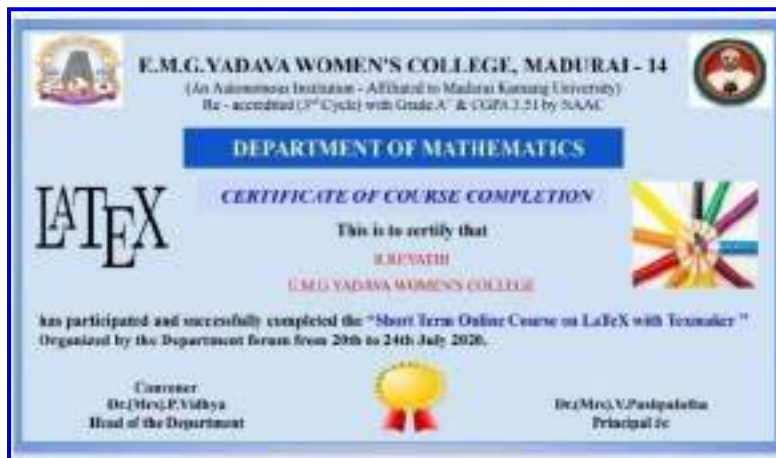 E.M.G.YADAVA WOMEN'S COLLEGE, MADURAI - 14
(An Autonomous Institution - Affiliated to Madurai Kamaraj University)
Re - accredited (3rd Cycle) with Grade A+ & CGPA 3.51 by NAAC
DEPARTMENT OF MATHEMATICS
LATEX
CERTIFICATE OF COURSE COMPLETION
This is to certify that
R.REVATHI
E.M.G YADAVA WOMEN'S COLLEGE
has participated and successfully completed the "Short Term Online Course on LaTeX with Texmaker "
Organized by the Department forum from 20th to 24th July 2020.
Convener
Dr.(Mrs).P.Vidhya
Head of the Department
Dr.(Mrs).V.Pushpalatha
Principal i/c